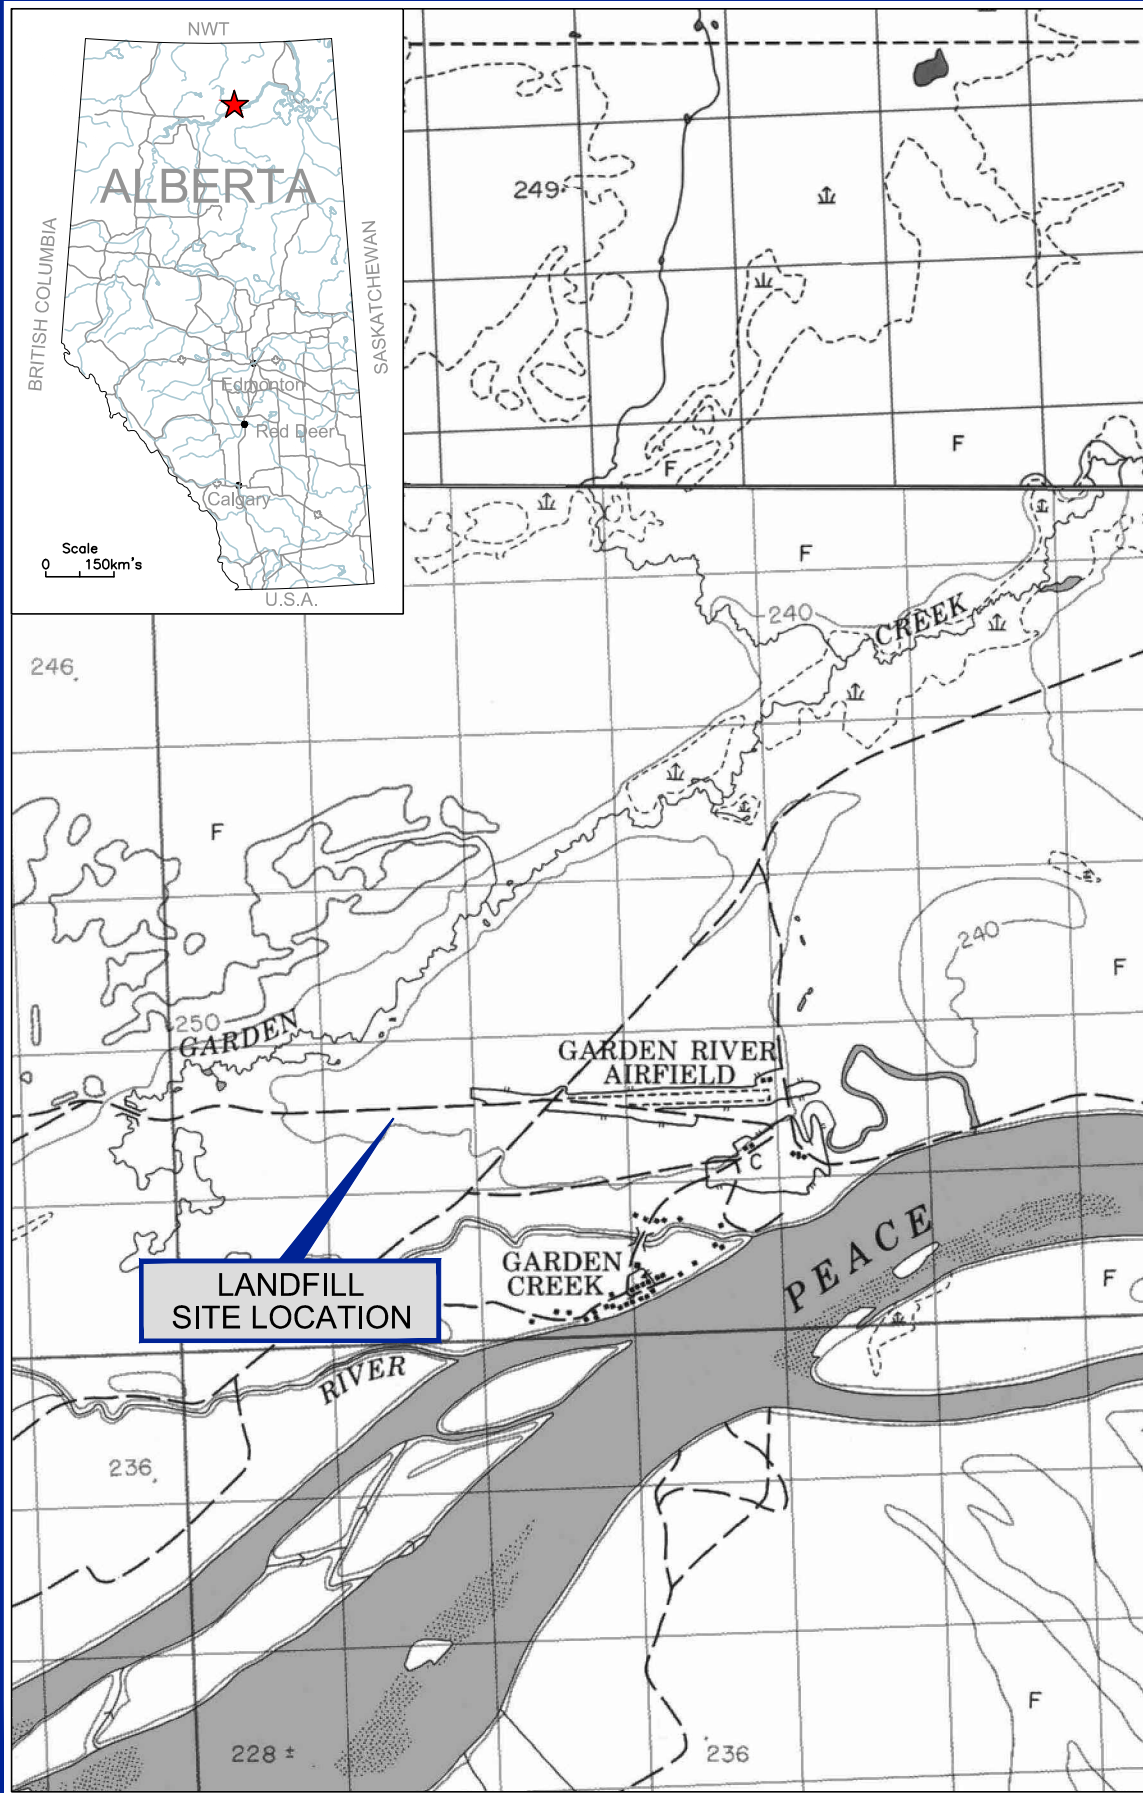 NWT
ALBERTA
BRITISH COLUMBIA
SASKATCHEWAN
Edmonton
Red Deer
Calgary
Scale
0 150km's
U.S.A.
249
F
F
F
240
CREEK
246
F
240
F
250
GARDEN
GARDEN RIVER
AIRFIELD
C
PEACE
GARDEN
CREEK
LANDFILL
SITE LOCATION
F
RIVER
236
F
228 ±
236